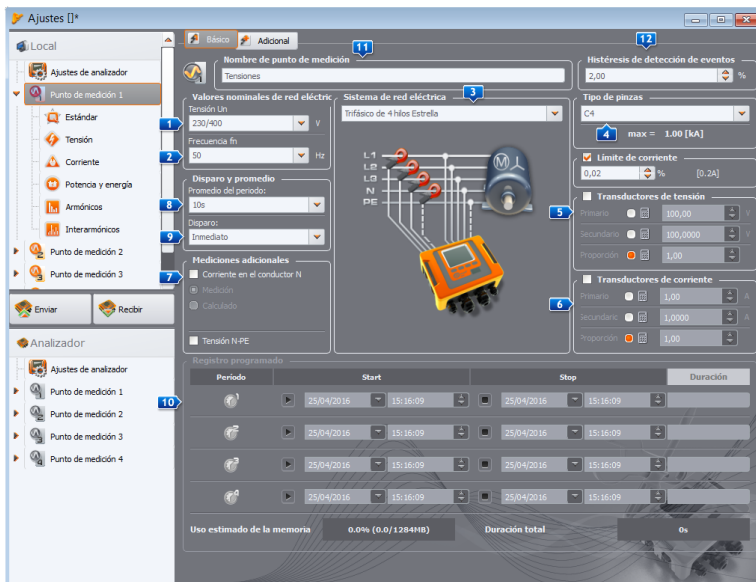 Ajustes []*
Local
Ajustes de analizador
Punto de medición 1
Estándar
Tensión
Corriente
Potencia y energía
Armónicos
Interarmónicos
Punto de medición 2
Punto de medición 3
Enviar
Recibir
Analizador
Ajustes de analizador
Punto de medición 1
Punto de medición 2
Punto de medición 3
Punto de medición 4
Básico
Adicional
11
Nombre de punto de medición
Tensiones
12
Histéresis de detección de eventos
2,00 %
Valores nominales de red eléctric
Tensión Un
1
230/400 V
Frecuencia fn
2
50 Hz
Disparo y promedio
Promedio del periodo:
8
10s
Disparo:
9
Inmediato
Mediciones adicionales
7
Corriente en el conductor N
Medición
Calculado
Tensión N-PE
Sistema de red eléctrica
3
Trifásico de 4 hilos Estrella
L1
L2
L3
N
PE
M
Tipo de pinzas
C4
4
max = 1.00 [kA]
Límite de corriente
0,02 % [0.2A]
Transductores de tensión
5
Primario 100,00 V
Secundario 100,0000 V
Proporción 1,00
Transductores de corriente
6
Primario 1,00 A
Secundaric 1,0000 A
Proporción 1,00
Registro programado
Período Start Stop Duración
10
1 25/04/2016 15:16:09 25/04/2016 15:16:09
2 25/04/2016 15:16:09 25/04/2016 15:16:09
3 25/04/2016 15:16:09 25/04/2016 15:16:09
4 25/04/2016 15:16:09 25/04/2016 15:16:09
Uso estimado de la memoria 0.0% (0.0/1284MB) Duración total 0s